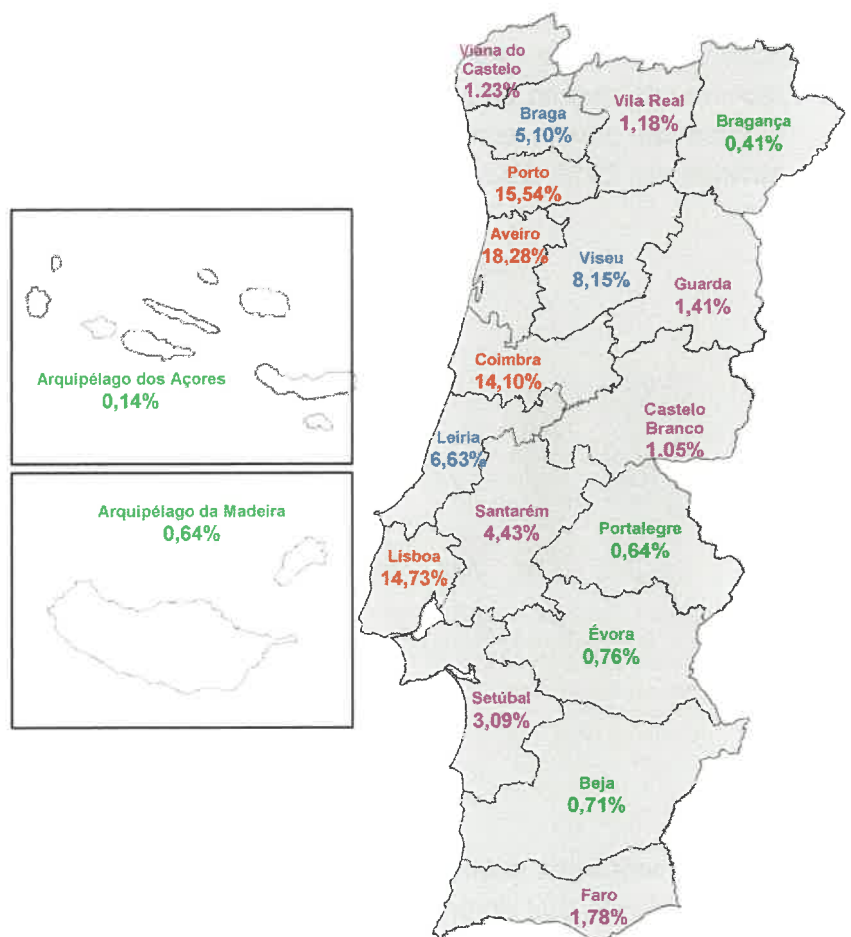 Viana do
Castelo
1.23%
Braga
5,10%
Vila Real
1,18%
Bragança
0,41%
Porto
15,54%
Aveiro
18,28%
Viseu
8,15%
Guarda
1,41%
Coimbra
14,10%
Arquipélago dos Açores
0,14%
Castelo
Branco
1.05%
Leiria
6,63%
Arquipélago da Madeira
0,64%
Santarém
4,43%
Portalegre
0,64%
Lisboa
14,73%
Évora
0,76%
Setúbal
3,09%
Beja
0,71%
Faro
1,78%